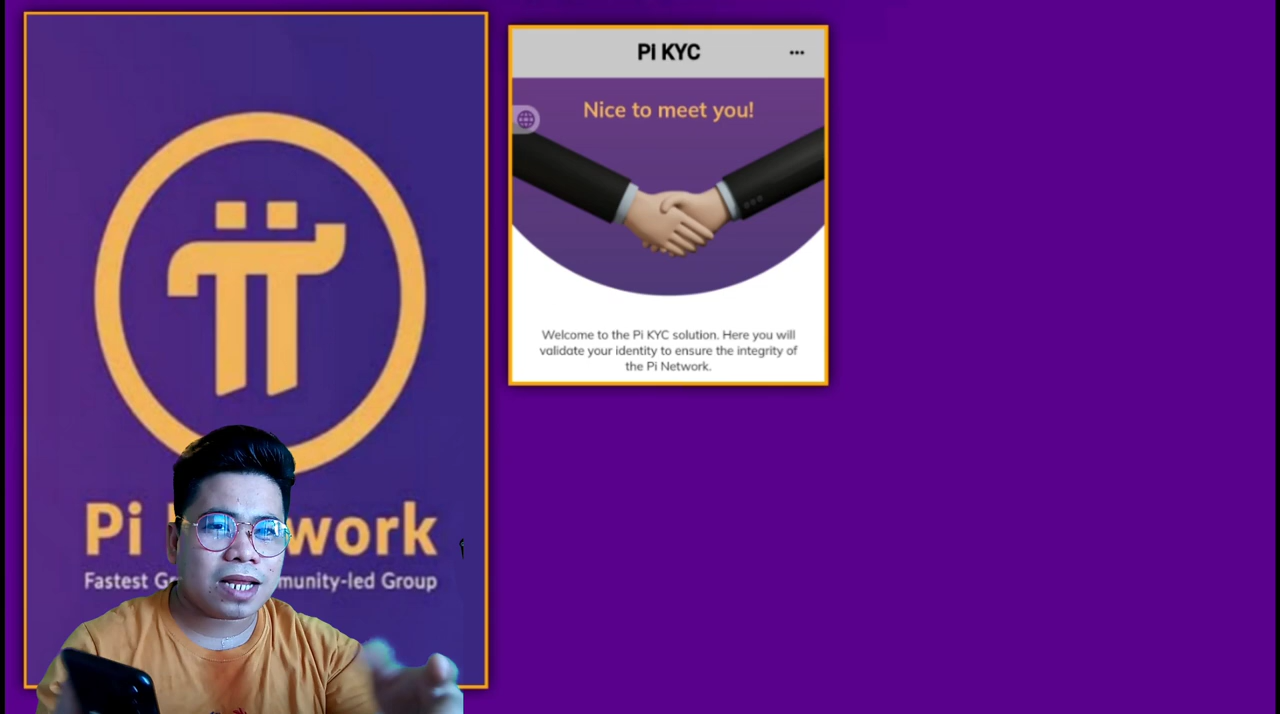 Pi work
Fastest munity-led Group
PI KYC
Nice to meet you!
Welcome to the Pi KYC solution. Here you will
validate your identity to ensure the integrity of
the Pi Network.